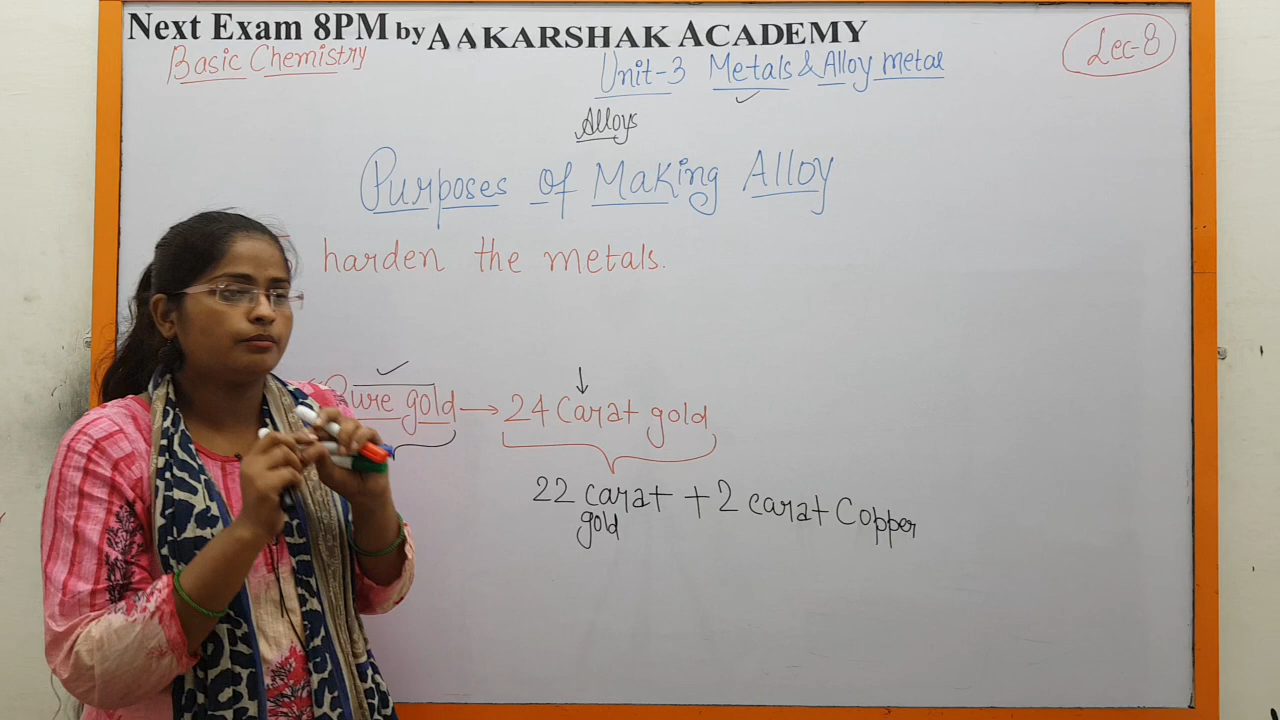 Next Exam 8PM by AAKARSHAK ACADEMY
Basic Chemistry
Unit-3 Metals & Alloy metal
Lec-8
Alloys
Purposes of Making Alloy
harden the metals.
Pure gold → 24 Carat gold
22 carat + 2 carat Copper
gold